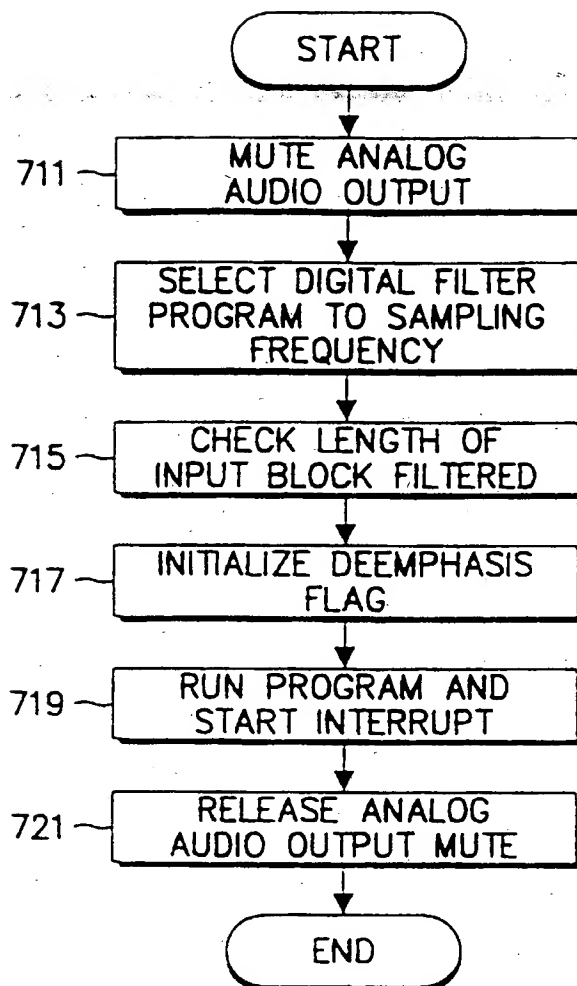 START
711
MUTE ANALOG
AUDIO OUTPUT
713
SELECT DIGITAL FILTER
PROGRAM TO SAMPLING
FREQUENCY
715
CHECK LENGTH OF
INPUT BLOCK FILTERED
717
INITIALIZE DEEMPHASIS
FLAG
719
RUN PROGRAM AND
START INTERRUPT
721
RELEASE ANALOG
AUDIO OUTPUT MUTE
END